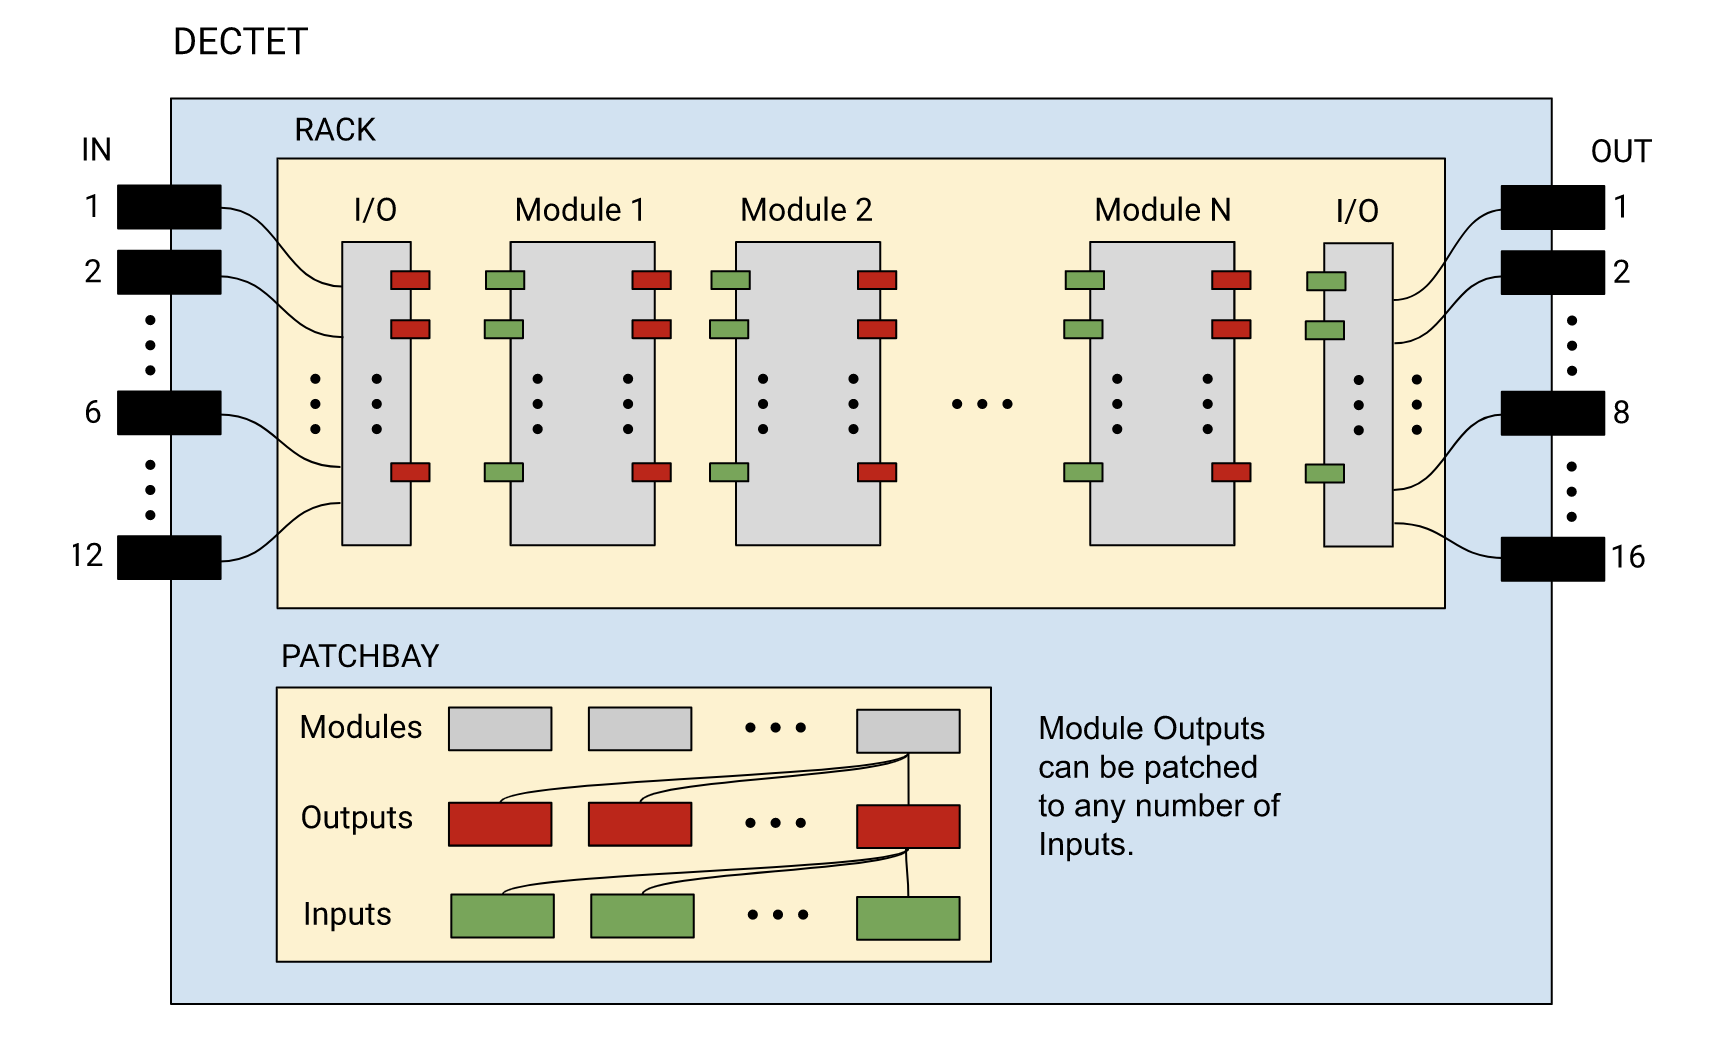 DECTET
RACK
IN
OUT
1
I/O
Module 1
Module 2
Module N
I/O
1
2
2
6
8
12
16
PATCHBAY
Modules
Outputs
Inputs
Module Outputs
can be patched
to any number of
Inputs.